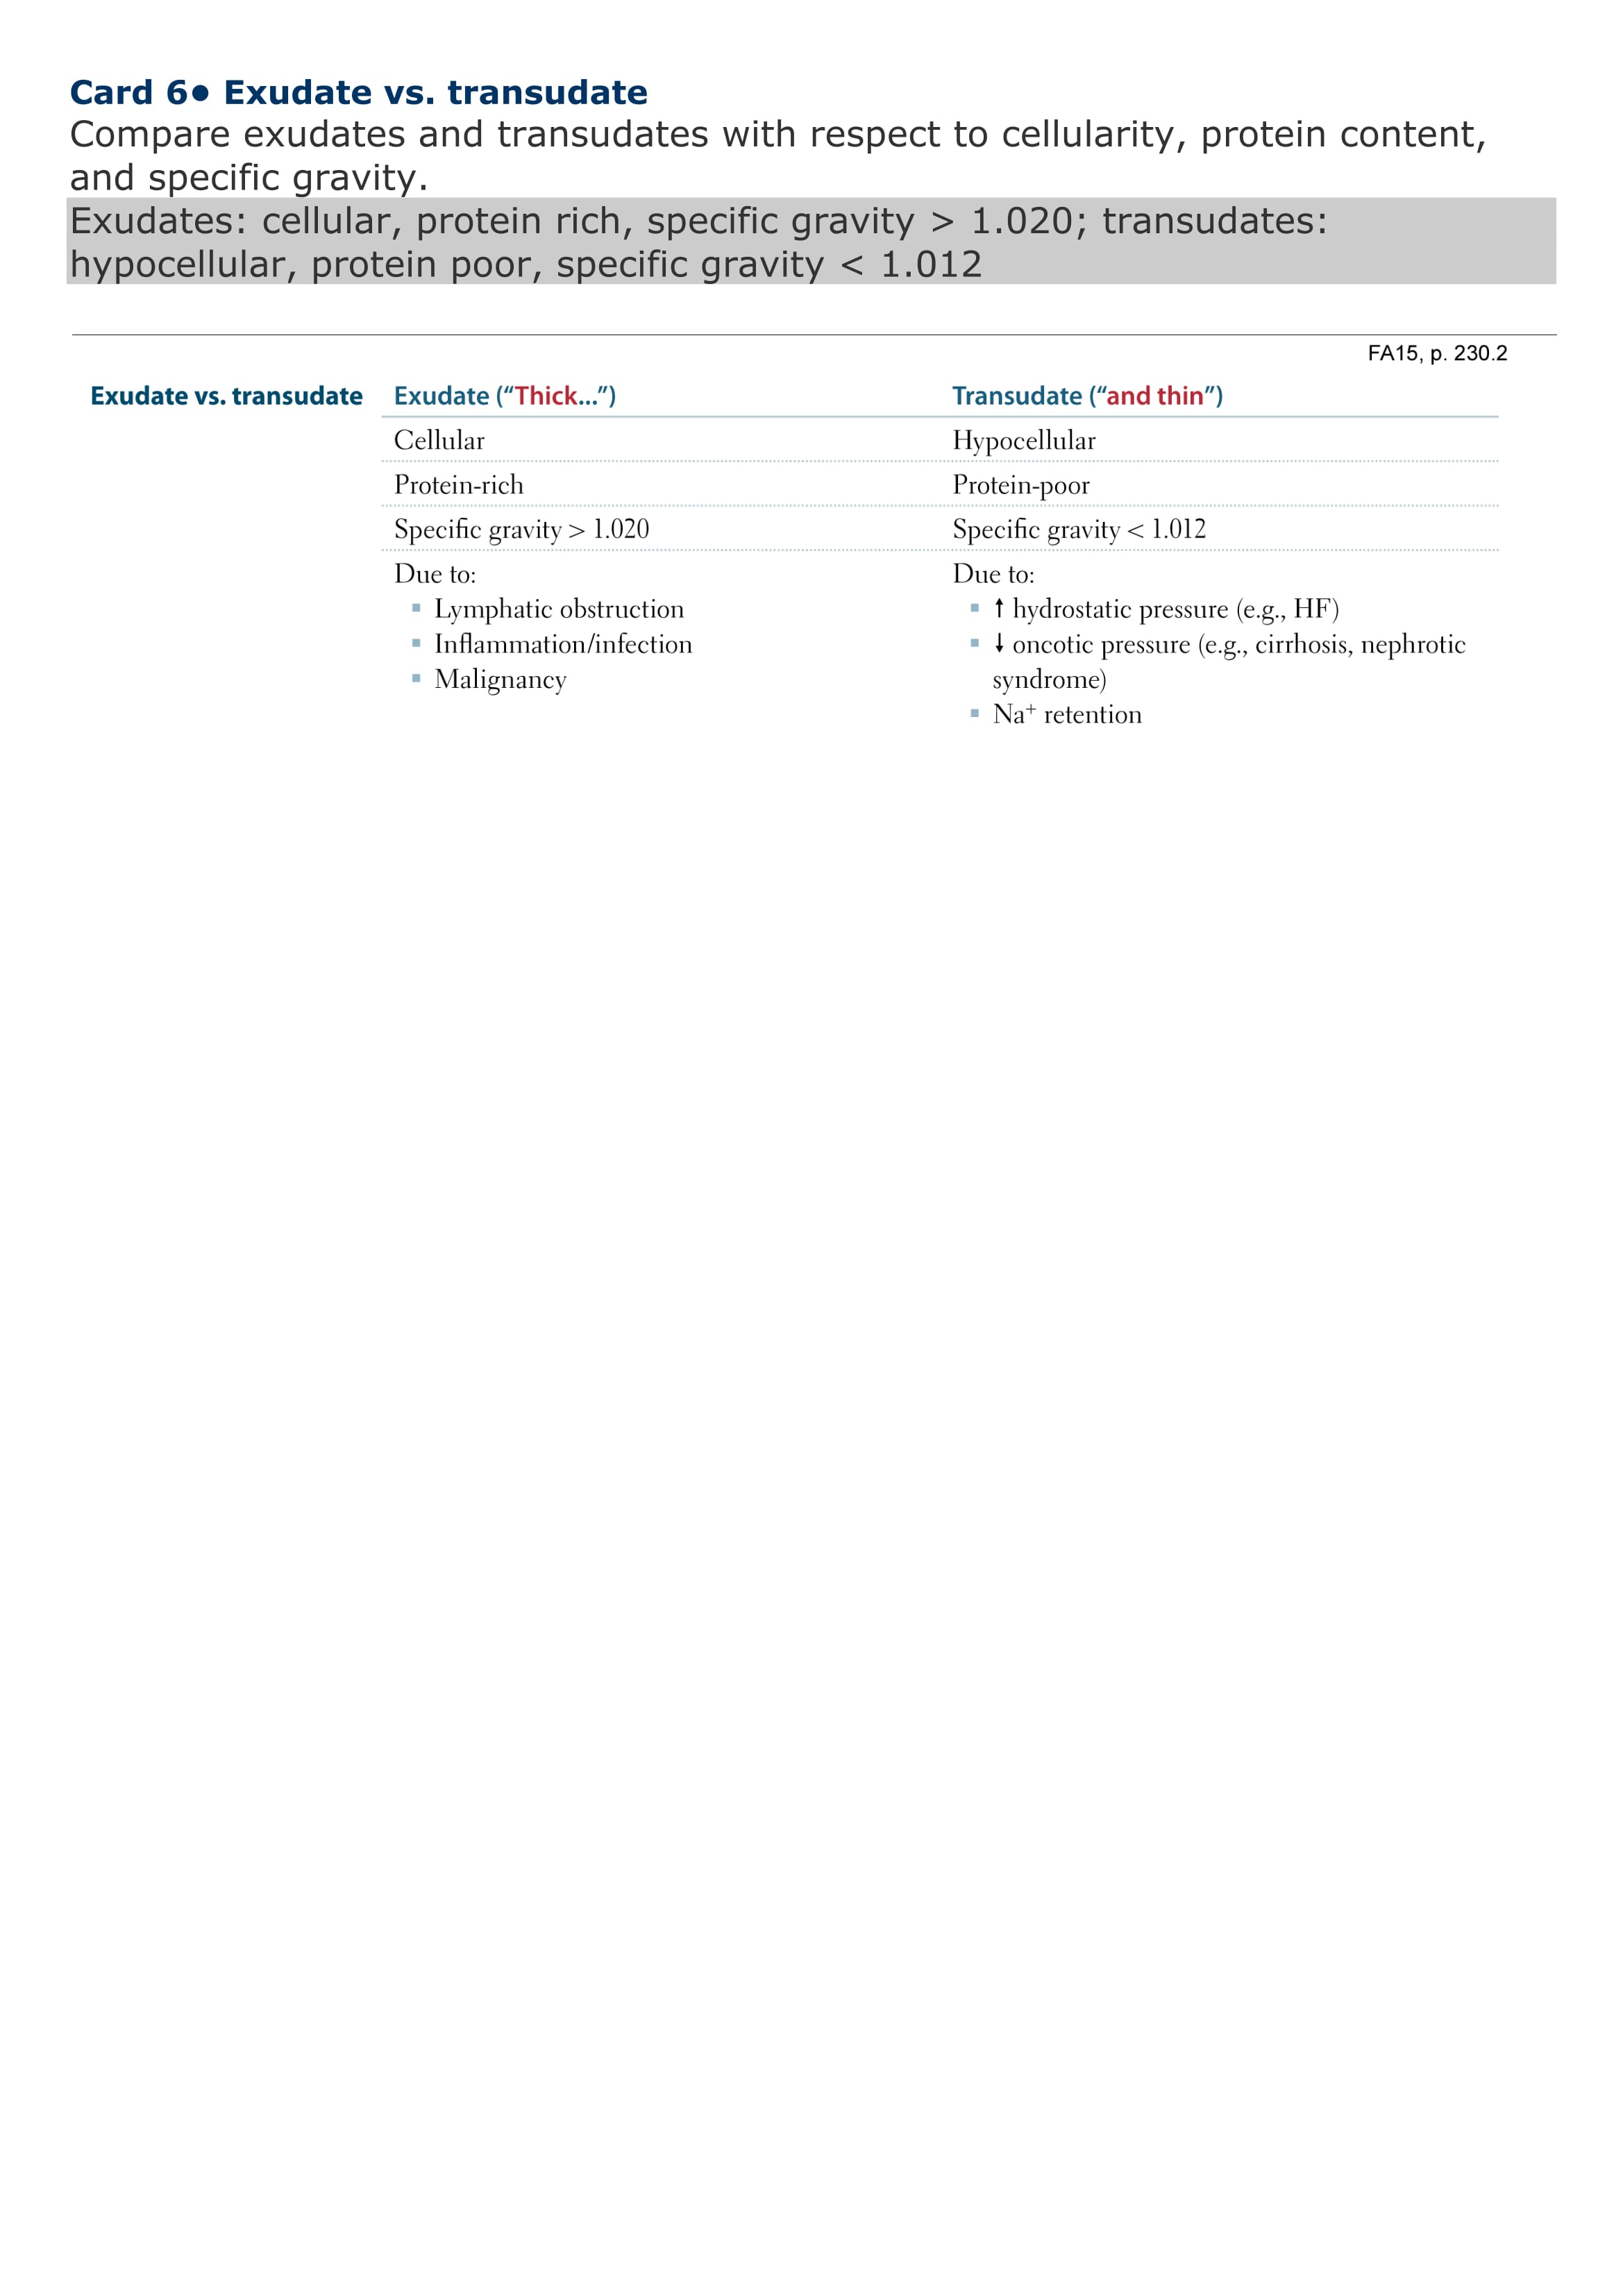 Card 6● Exudate vs. transudate
Compare exudates and transudates with respect to cellularity, protein content,
and specific gravity.
Exudates: cellular, protein rich, specific gravity > 1.020; transudates:
hypocellular, protein poor, specific gravity < 1.012
FA15, p. 230.2
Exudate vs. transudate Exudate (“Thick...”) Transudate (“and thin”)
Cellular Hypocellular
Protein-rich Protein-poor
Specific gravity > 1.020 Specific gravity < 1.012
Due to: Due to:
▪ Lymphatic obstruction ▪ ↑ hydrostatic pressure (e.g., HF)
▪ Inflammation/infection ▪ ↓ oncotic pressure (e.g., cirrhosis, nephrotic
▪ Malignancy syndrome)
▪ Na⁺ retention